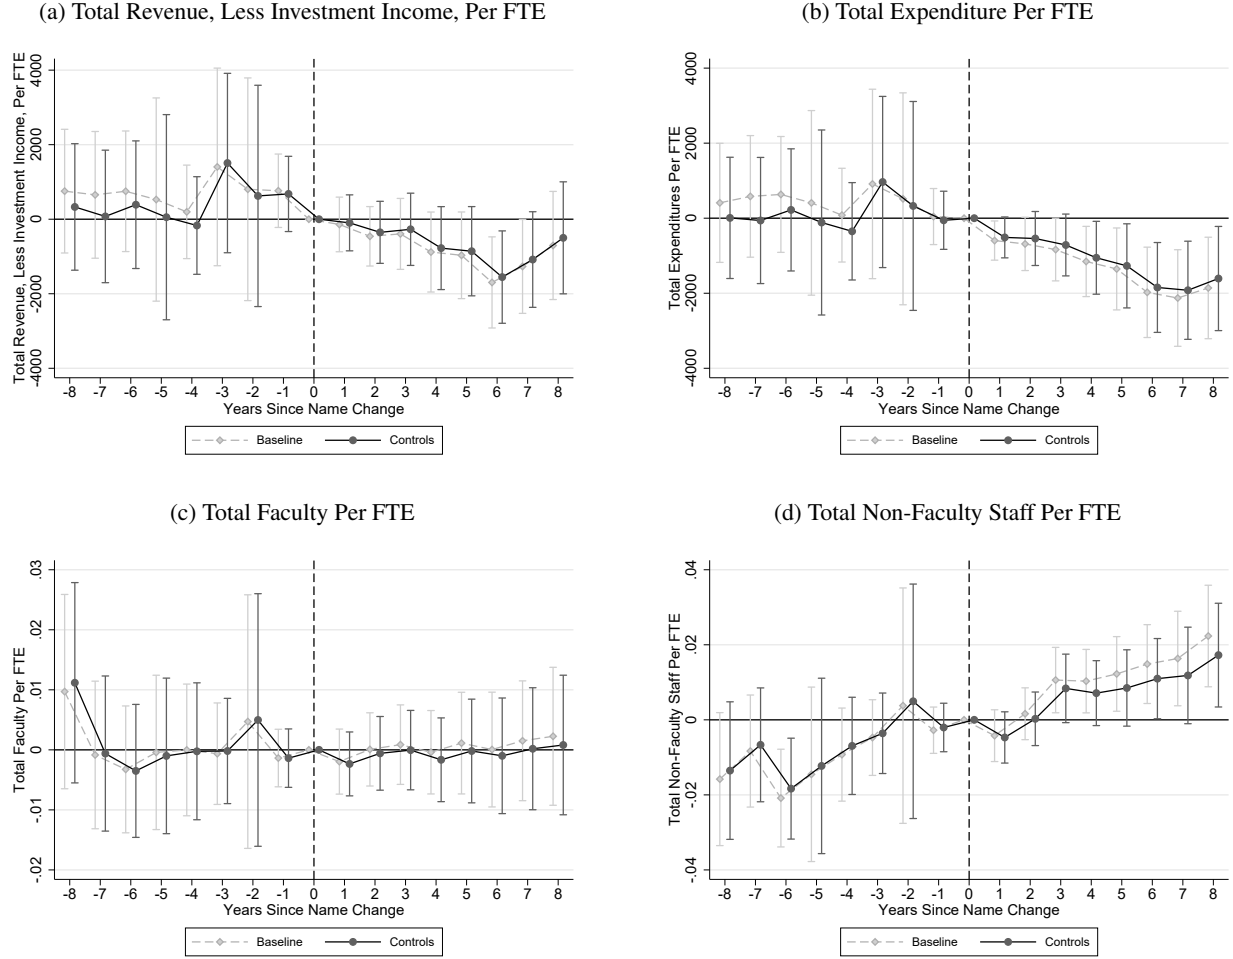 (a) Total Revenue, Less Investment Income, Per FTE
Total Revenue, Less Investment Income, Per FTE
4000
2000
0
-2000
-4000
-8 -7 -6 -5 -4 -3 -2 -1 0 1 2 3 4 5 6 7 8
Years Since Name Change
Baseline Controls
(b) Total Expenditure Per FTE
Total Expenditures Per FTE
4000
2000
0
-2000
-4000
-8 -7 -6 -5 -4 -3 -2 -1 0 1 2 3 4 5 6 7 8
Years Since Name Change
Baseline Controls
(c) Total Faculty Per FTE
Total Faculty Per FTE
.03
.02
.01
0
-.01
-.02
-8 -7 -6 -5 -4 -3 -2 -1 0 1 2 3 4 5 6 7 8
Years Since Name Change
Baseline Controls
(d) Total Non-Faculty Staff Per FTE
Total Non-Faculty Staff Per FTE
.04
.02
0
-.02
-.04
-8 -7 -6 -5 -4 -3 -2 -1 0 1 2 3 4 5 6 7 8
Years Since Name Change
Baseline Controls